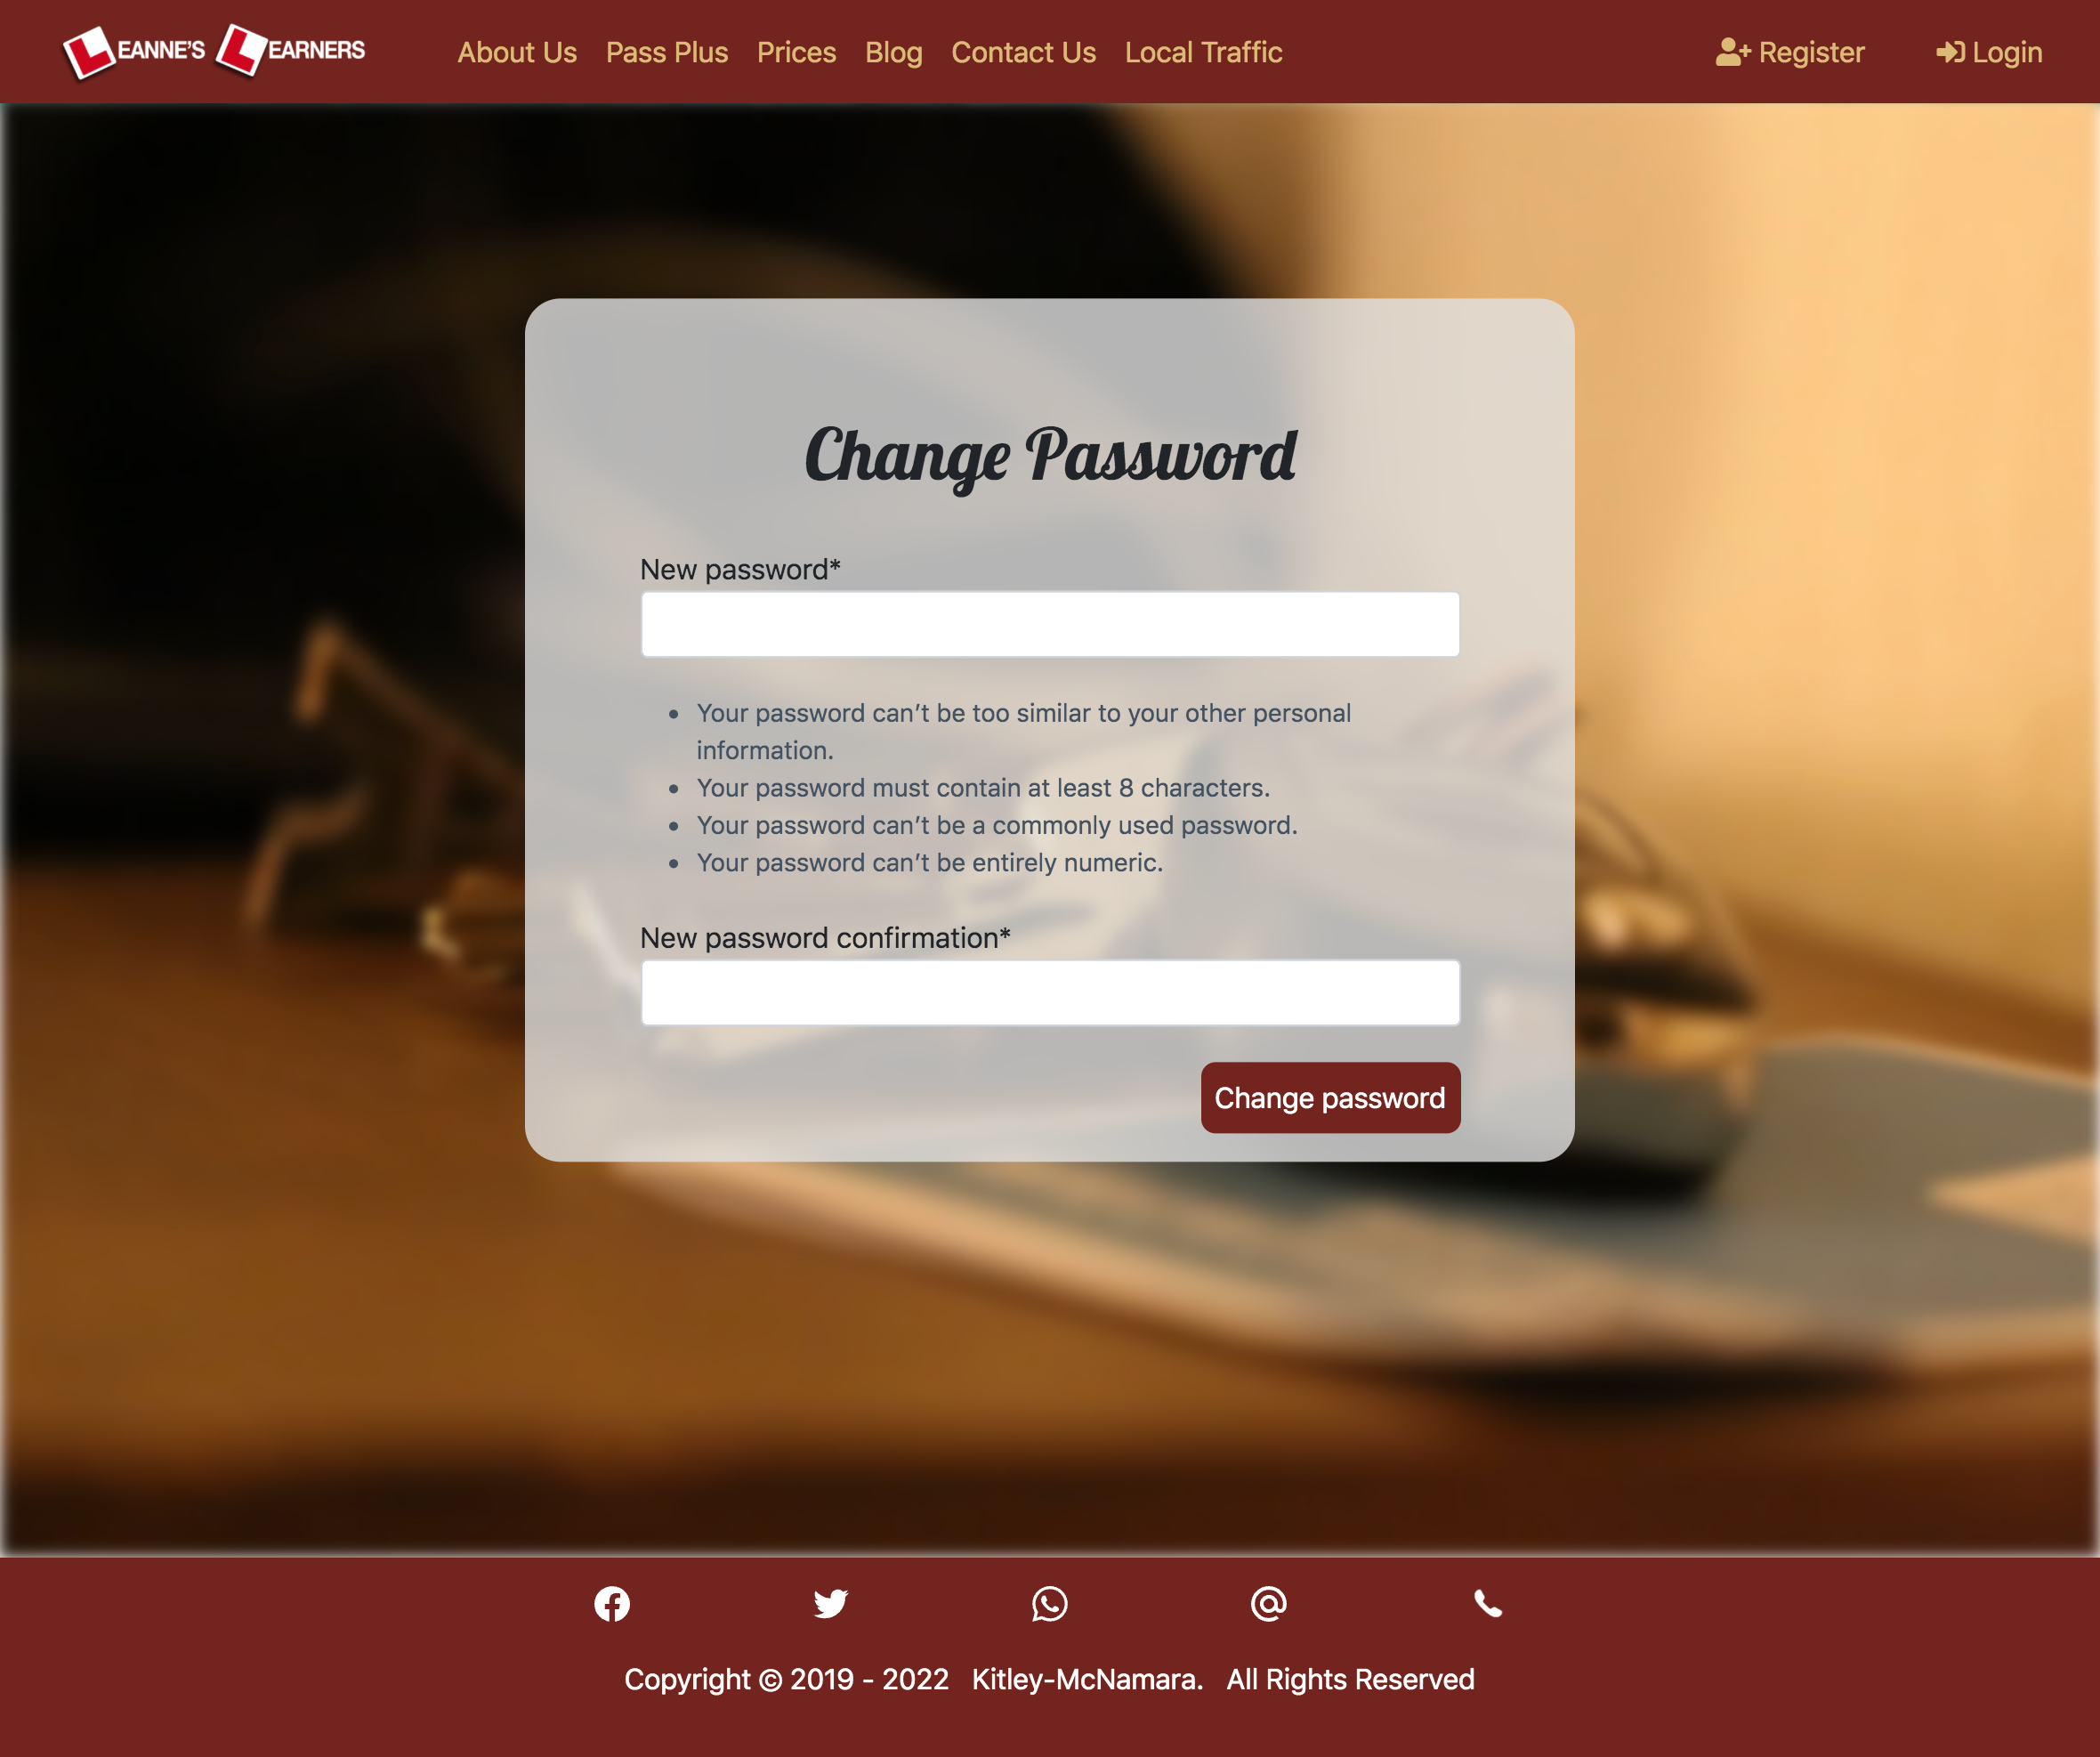 LEANNE'S LEARNERS
About Us Pass Plus Prices Blog Contact Us Local Traffic Register Login
Change Password
New password*
• Your password can’t be too similar to your other personal
information.
• Your password must contain at least 8 characters.
• Your password can’t be a commonly used password.
• Your password can’t be entirely numeric.
New password confirmation*
Change password
Copyright © 2019 - 2022 Kitley-McNamara. All Rights Reserved